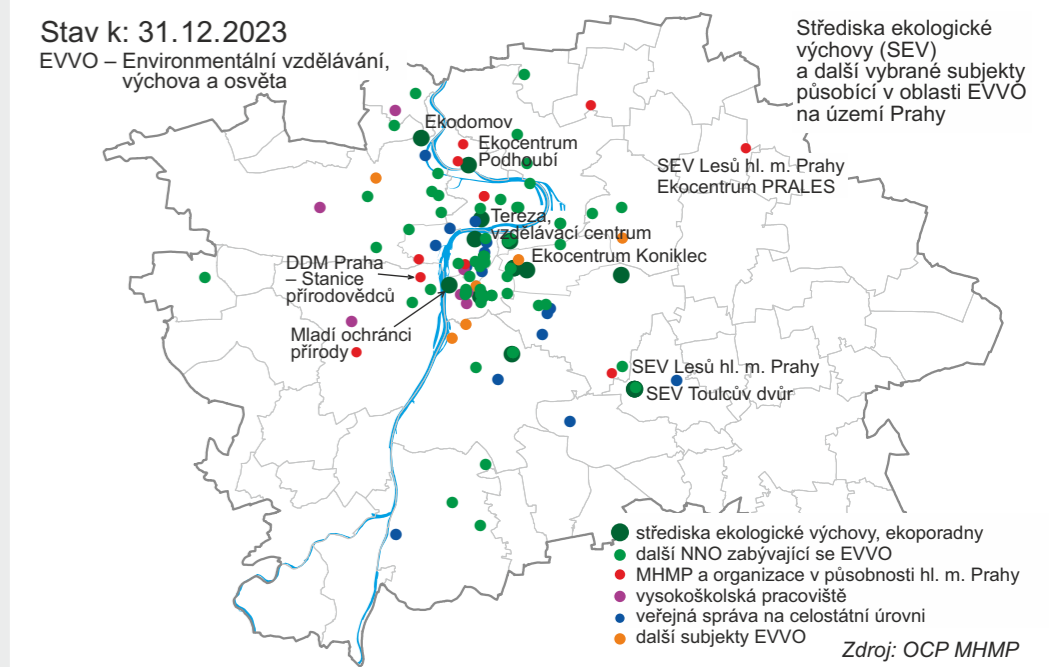 Stav k: 31.12.2023
EVVO – Environmentální vzdělávání,
výchova a osvěta
Střediska ekologické
výchovy (SEV)
a další vybrané subjekty
působící v oblasti EVVO
na území Prahy
Ekodomov
Ekocentrum
Podhoubí
SEV Lesů hl. m. Prahy
Ekocentrum PRALES
Tereza,
vzdělávací centrum
Ekocentrum Koniklec
DDM Praha
– Stanice
přírodovědců
Mladí ochránci
přírody
SEV Lesů hl. m. Prahy
SEV Toulcův dvůr
střediska ekologické výchovy, ekoporadny
další NNO zabývající se EVVO
MHMP a organizace v působnosti hl. m. Prahy
vysokoškolská pracoviště
veřejná správa na celostátní úrovni
další subjekty EVVO
Zdroj: OCP MHMP